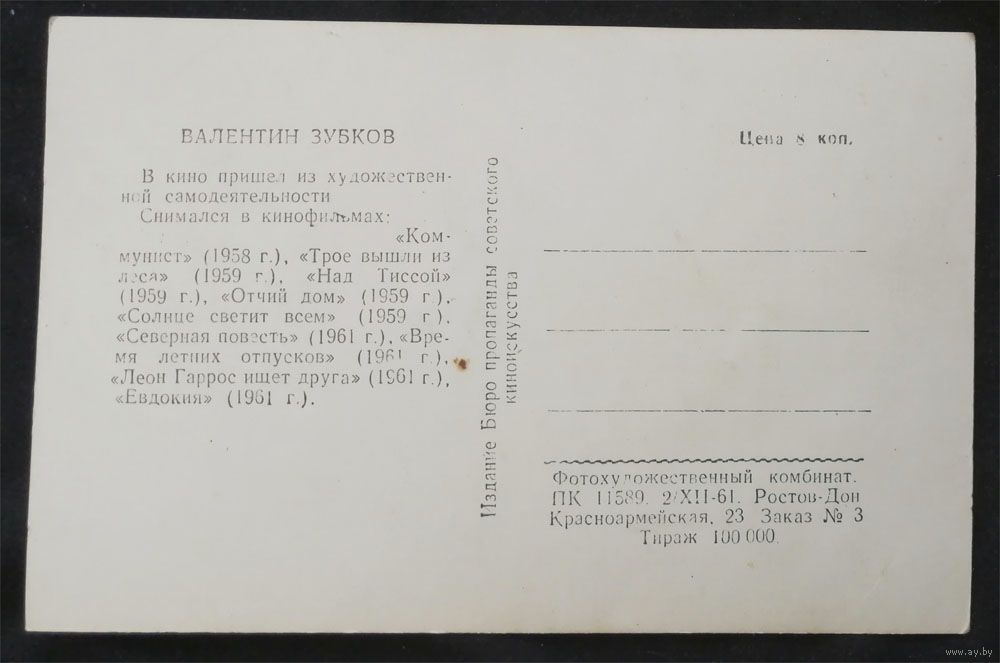 ВАЛЕНТИН ЗУБКОВ
В кино пришел из художествен-
ной самодеятельности
Снимался в кинофильмах:
«Ком-
мунист» (1958 г.), «Трое вышли из
леса» (1959 г.), «Над Тиссой»
(1959 г.), «Отчий дом» (1959 г.),
«Солнце светит всем» (1959 г.),
«Северная повесть» (1961 г.), «Вре-
мя летних отпусков» (1961 г.),
«Леон Гаррос ищет друга» (1961 г.),
«Евдокия» (1961 г.).
Издание Бюро пропаганды советского
киноискусства
Цена 8 коп.
Фотохудожественный комбинат.
ПК 11589. 2/XII-61. Ростов-Дон
Красноармейская, 23 Заказ № 3
Тираж 100 000.
www.ay.by